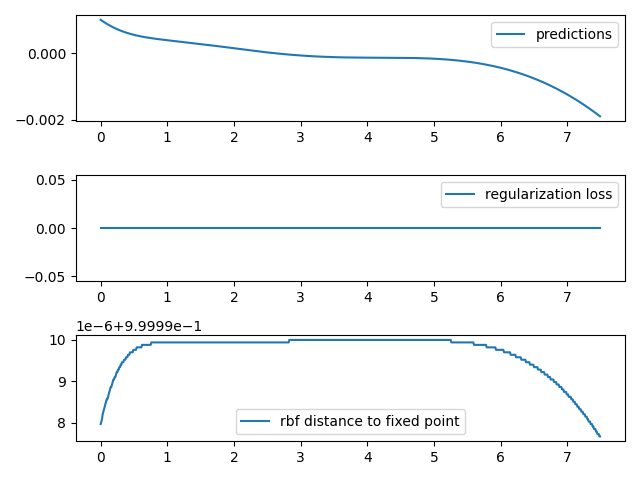 predictions
0.000
−0.002
0 1 2 3 4 5 6 7
regularization loss
0.05
0.00
−0.05
0 1 2 3 4 5 6 7
1e-6+9.9999e-1
10
9
8
rbf distance to fixed point
0 1 2 3 4 5 6 7